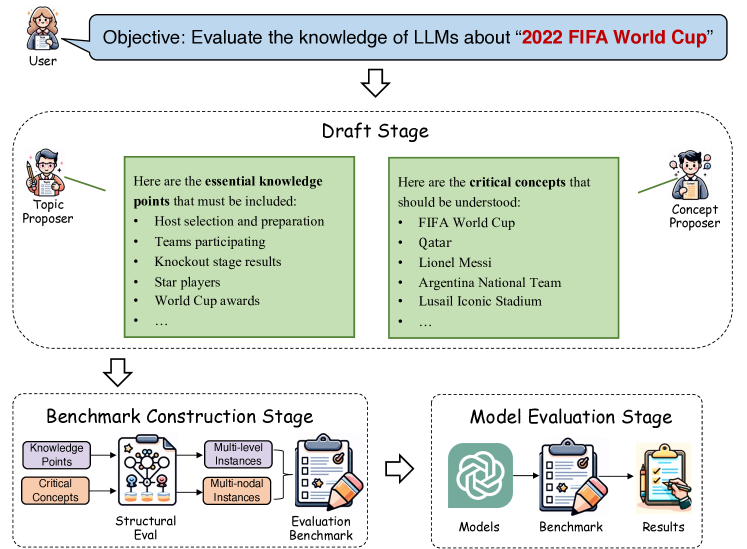 Objective: Evaluate the knowledge of LLMs about “2022 FIFA World Cup”
User
Draft Stage
Topic
Proposer
Here are the essential knowledge
points that must be included:
• Host selection and preparation
• Teams participating
• Knockout stage results
• Star players
• World Cup awards
• …
Here are the critical concepts that
should be understood:
• FIFA World Cup
• Qatar
• Lionel Messi
• Argentina National Team
• Lusail Iconic Stadium
• …
Concept
Proposer
Benchmark Construction Stage
Knowledge
Points
Critical
Concepts
Structural
Eval
Multi-level
Instances
Multi-nodal
Instances
Evaluation
Benchmark
Model Evaluation Stage
Models
Benchmark
Results